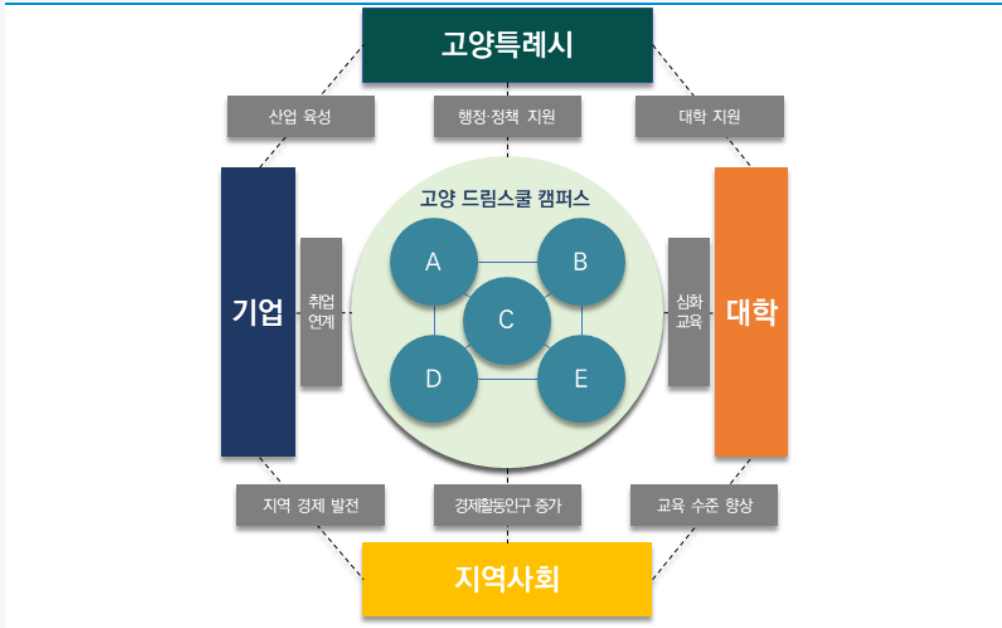 고양특례시
산업 육성
행정·정책 지원
대학 지원
고양 드림스쿨 캠퍼스
A
B
C
D
E
기업
취업
연계
심화
교육
대학
지역 경제 발전
경제활동인구 증가
교육 수준 향상
지역사회